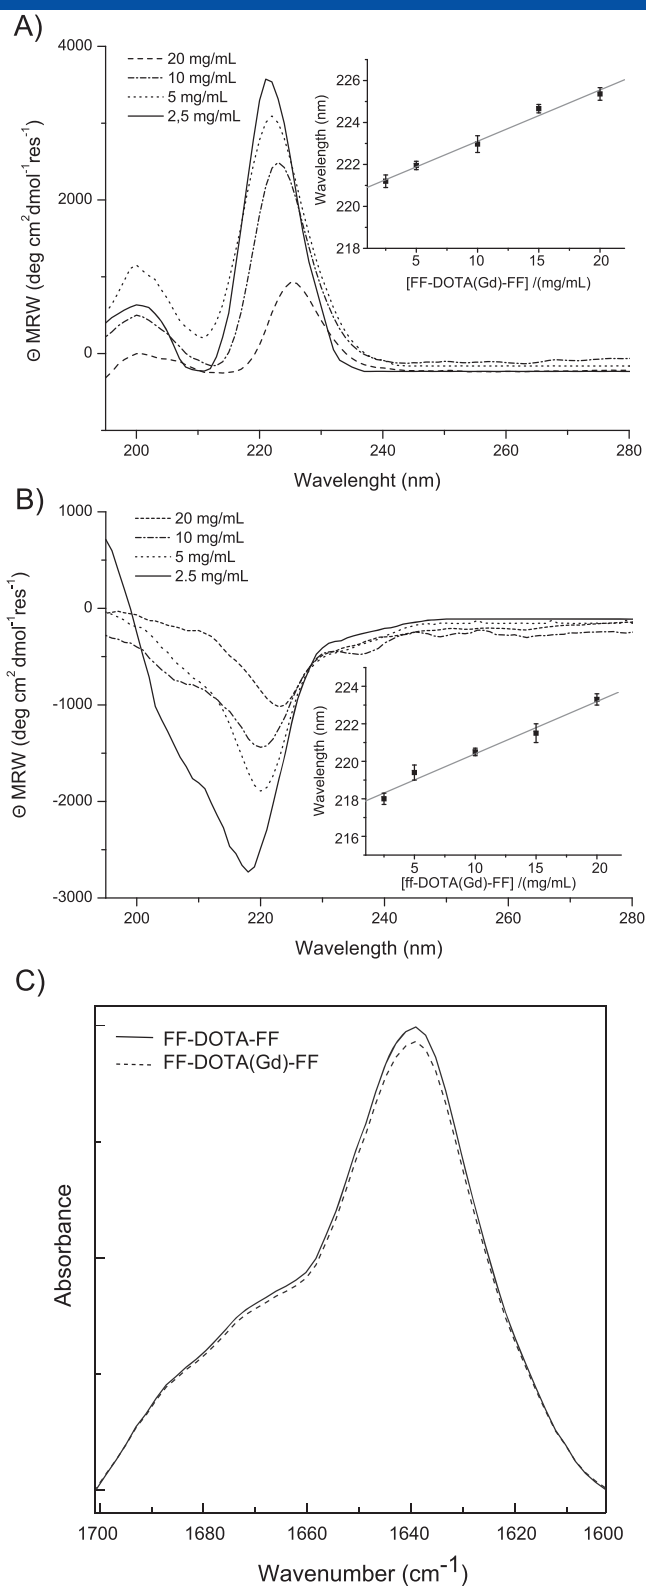 A)
4000
2000
0
20 mg/mL
10 mg/mL
5 mg/mL
2,5 mg/mL
Θ MRW (deg cm²dmol⁻¹res⁻¹)
200
220
240
260
280
Wavelenght (nm)
226
224
222
220
218
Wavelength (nm)
5
10
15
20
[FF-DOTA(Gd)-FF] /(mg/mL)
B)
1000
0
-1000
-2000
-3000
20 mg/mL
10 mg/mL
5 mg/mL
2.5 mg/mL
Θ MRW (deg cm² dmol⁻¹res⁻¹)
200
220
240
260
280
Wavelength (nm)
224
222
220
218
216
Wavelength (nm)
5
10
15
20
[ff-DOTA(Gd)-FF] /(mg/mL)
C)
FF-DOTA-FF
FF-DOTA(Gd)-FF
Absorbance
1700
1680
1660
1640
1620
1600
Wavenumber (cm⁻¹)